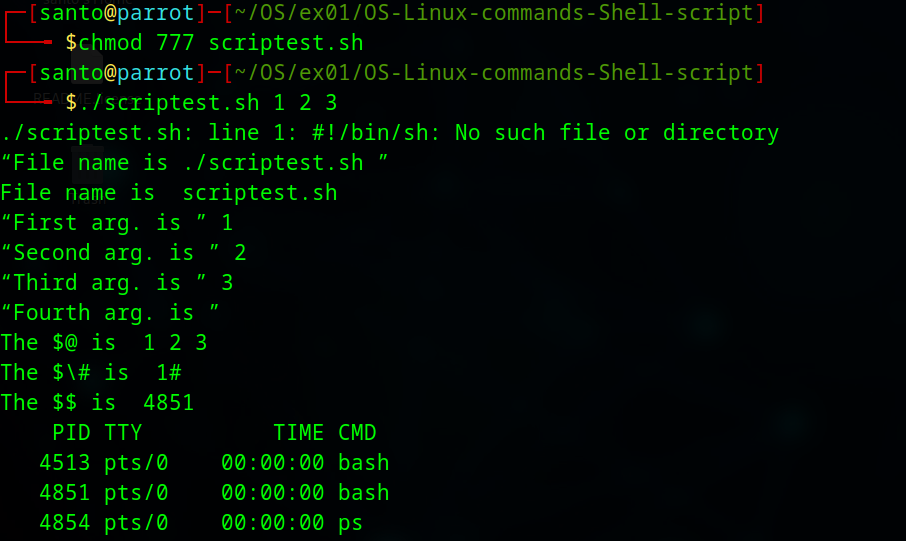 [santo@parrot]-[~/OS/ex01/OS-Linux-commands-Shell-script]
$chmod 777 scriptest.sh
[santo@parrot]-[~/OS/ex01/OS-Linux-commands-Shell-script]
$./scriptest.sh 1 2 3
./scriptest.sh: line 1: #!/bin/sh: No such file or directory
“File name is ./scriptest.sh ”
File name is  scriptest.sh
“First arg. is ” 1
“Second arg. is ” 2
“Third arg. is ” 3
“Fourth arg. is ”
The $@ is  1 2 3
The $\# is  1#
The $$ is  4851
    PID TTY          TIME CMD
   4513 pts/0    00:00:00 bash
   4851 pts/0    00:00:00 bash
   4854 pts/0    00:00:00 ps